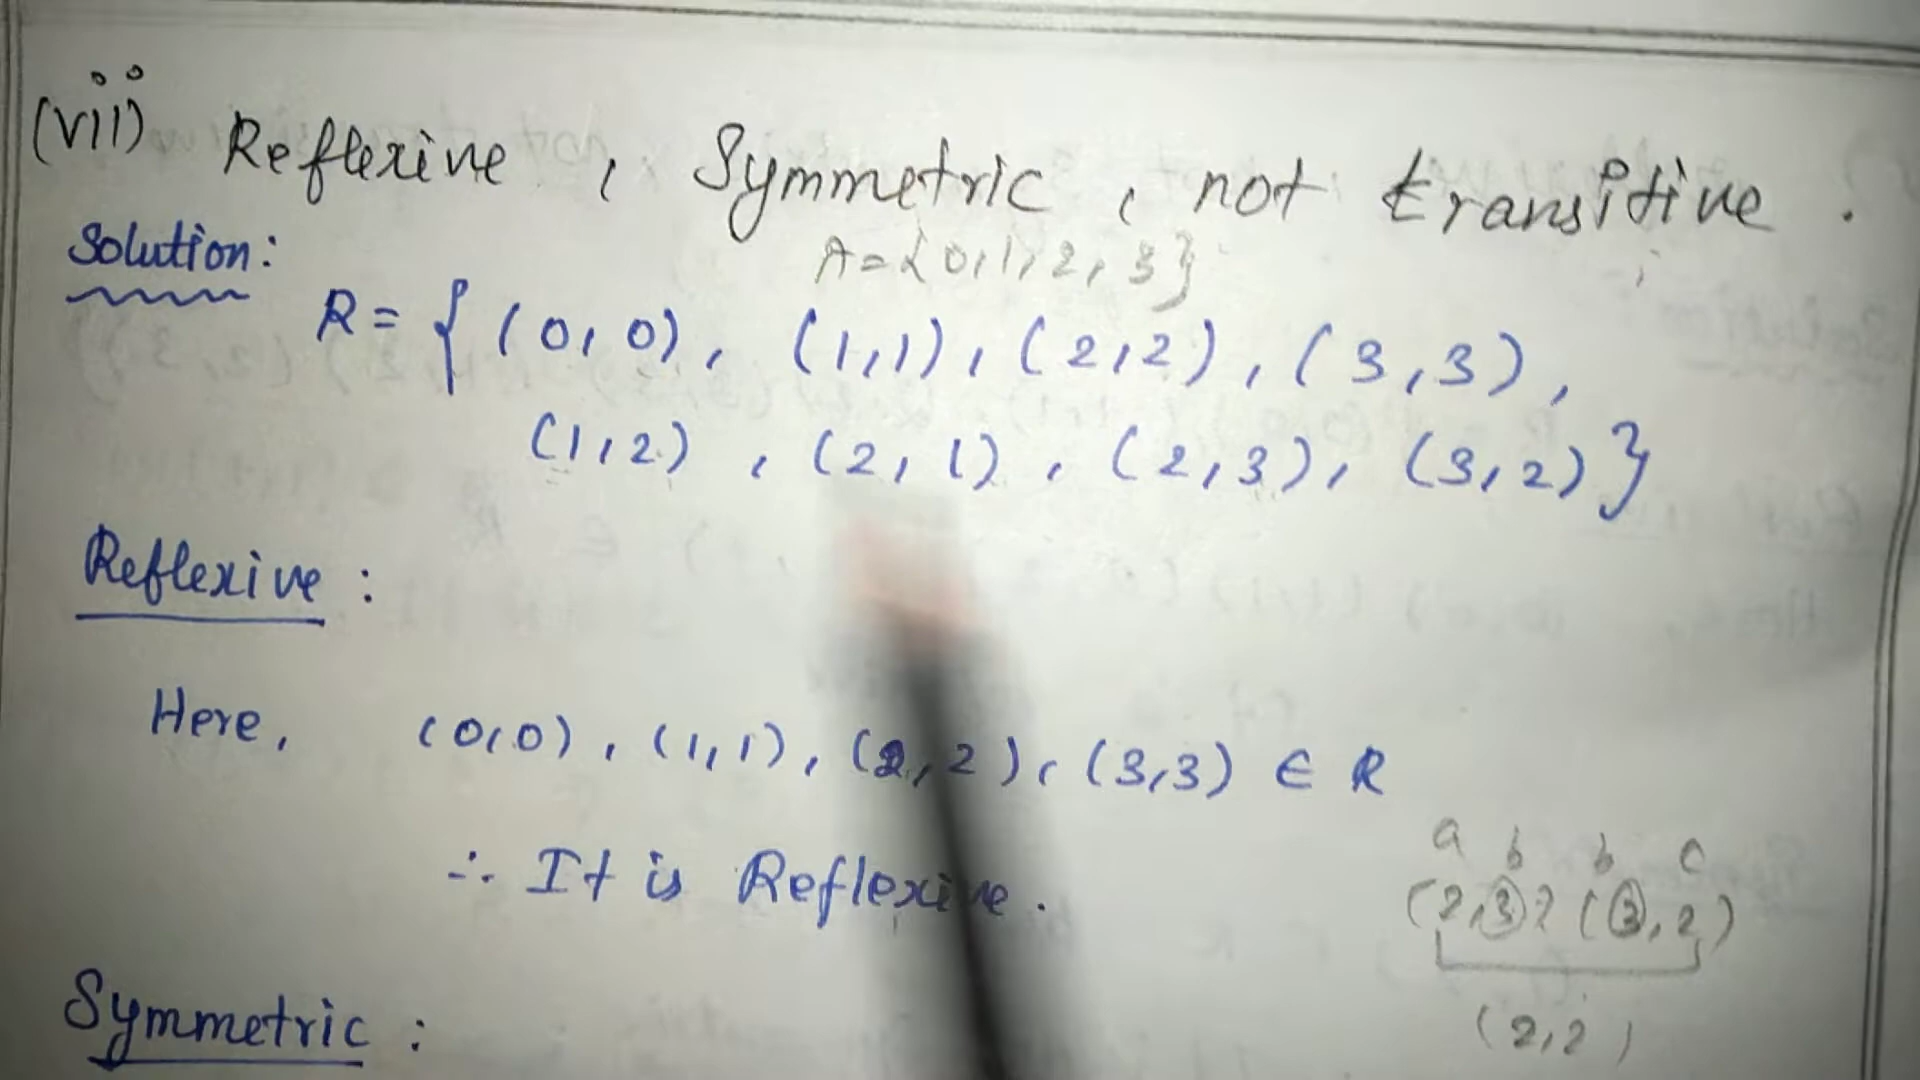 (vii) Reflexive, Symmetric, not transitive.
Solution:
A={0,1,2,3}
R= { (0,0), (1,1), (2,2), (3,3),
(1,2), (2,1), (2,3), (3,2)}
Reflexive:
Here, (0,0), (1,1), (2,2), (3,3) ∈ R
∴ It is Reflexive.
a b b c
(2,3) (3,2)
(2,2)
Symmetric: